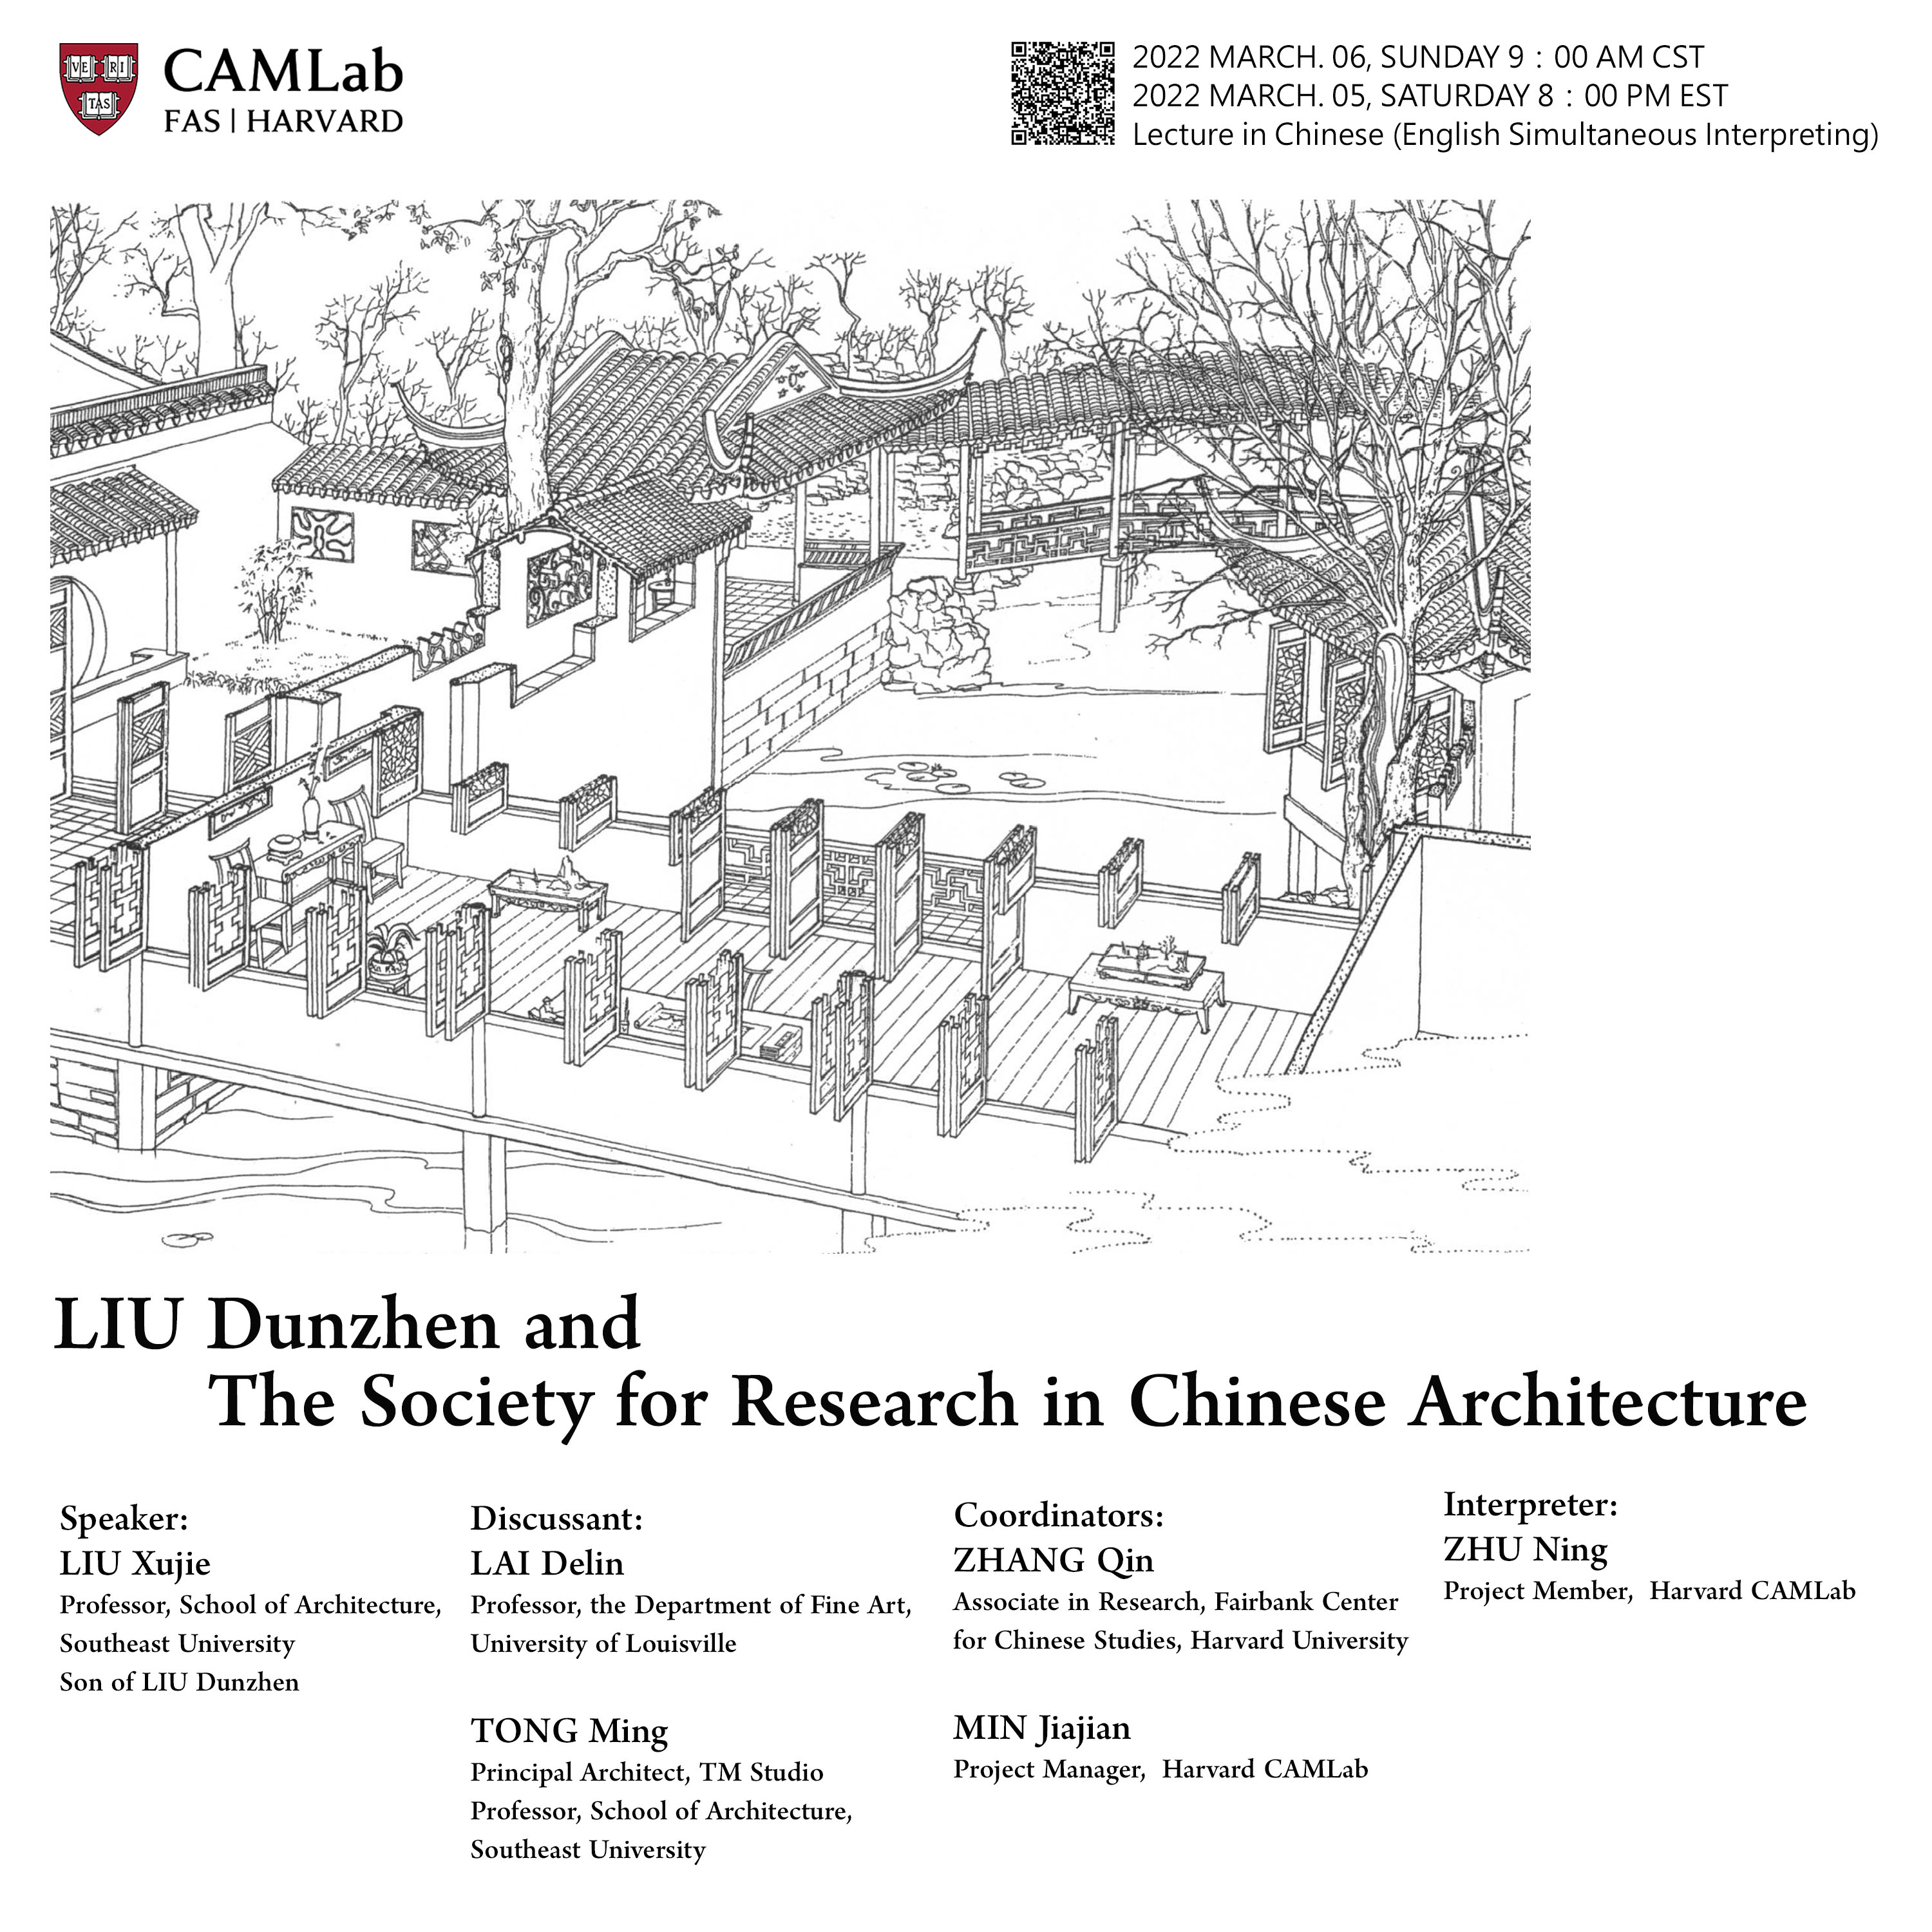 VE RI
TAS
CAMLab
FAS | HARVARD
2022 MARCH. 06, SUNDAY 9 : 00 AM CST
2022 MARCH. 05, SATURDAY 8 : 00 PM EST
Lecture in Chinese (English Simultaneous Interpreting)
LIU Dunzhen and
The Society for Research in Chinese Architecture
Speaker:
LIU Xujie
Professor, School of Architecture,
Southeast University
Son of LIU Dunzhen
Discussant:
LAI Delin
Professor, the Department of Fine Art,
University of Louisville
TONG Ming
Principal Architect, TM Studio
Professor, School of Architecture,
Southeast University
Coordinators:
ZHANG Qin
Associate in Research, Fairbank Center
for Chinese Studies, Harvard University
MIN Jiajian
Project Manager, Harvard CAMLab
Interpreter:
ZHU Ning
Project Member, Harvard CAMLab